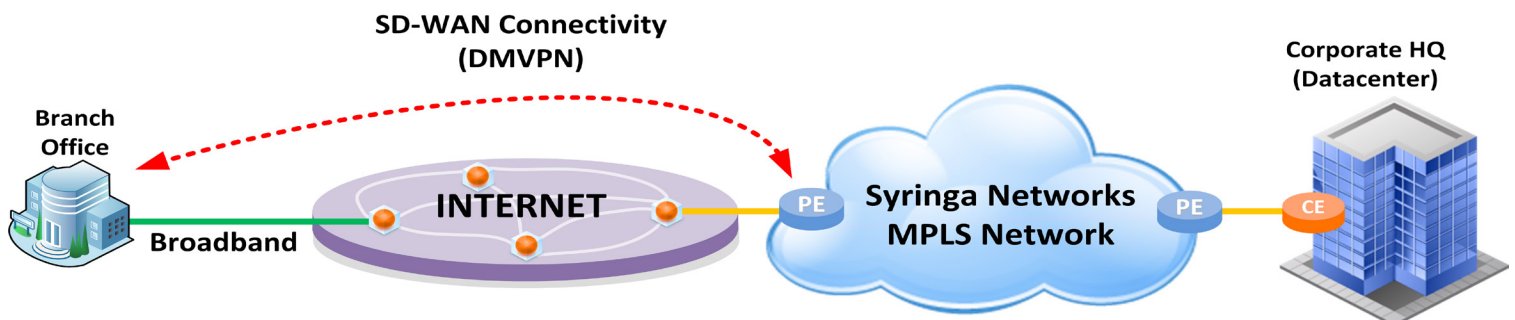 SD-WAN Connectivity
(DMVPN)
Corporate HQ
(Datacenter)
Branch
Office
Broadband
INTERNET
PE
Syringa Networks
MPLS Network
PE
CE